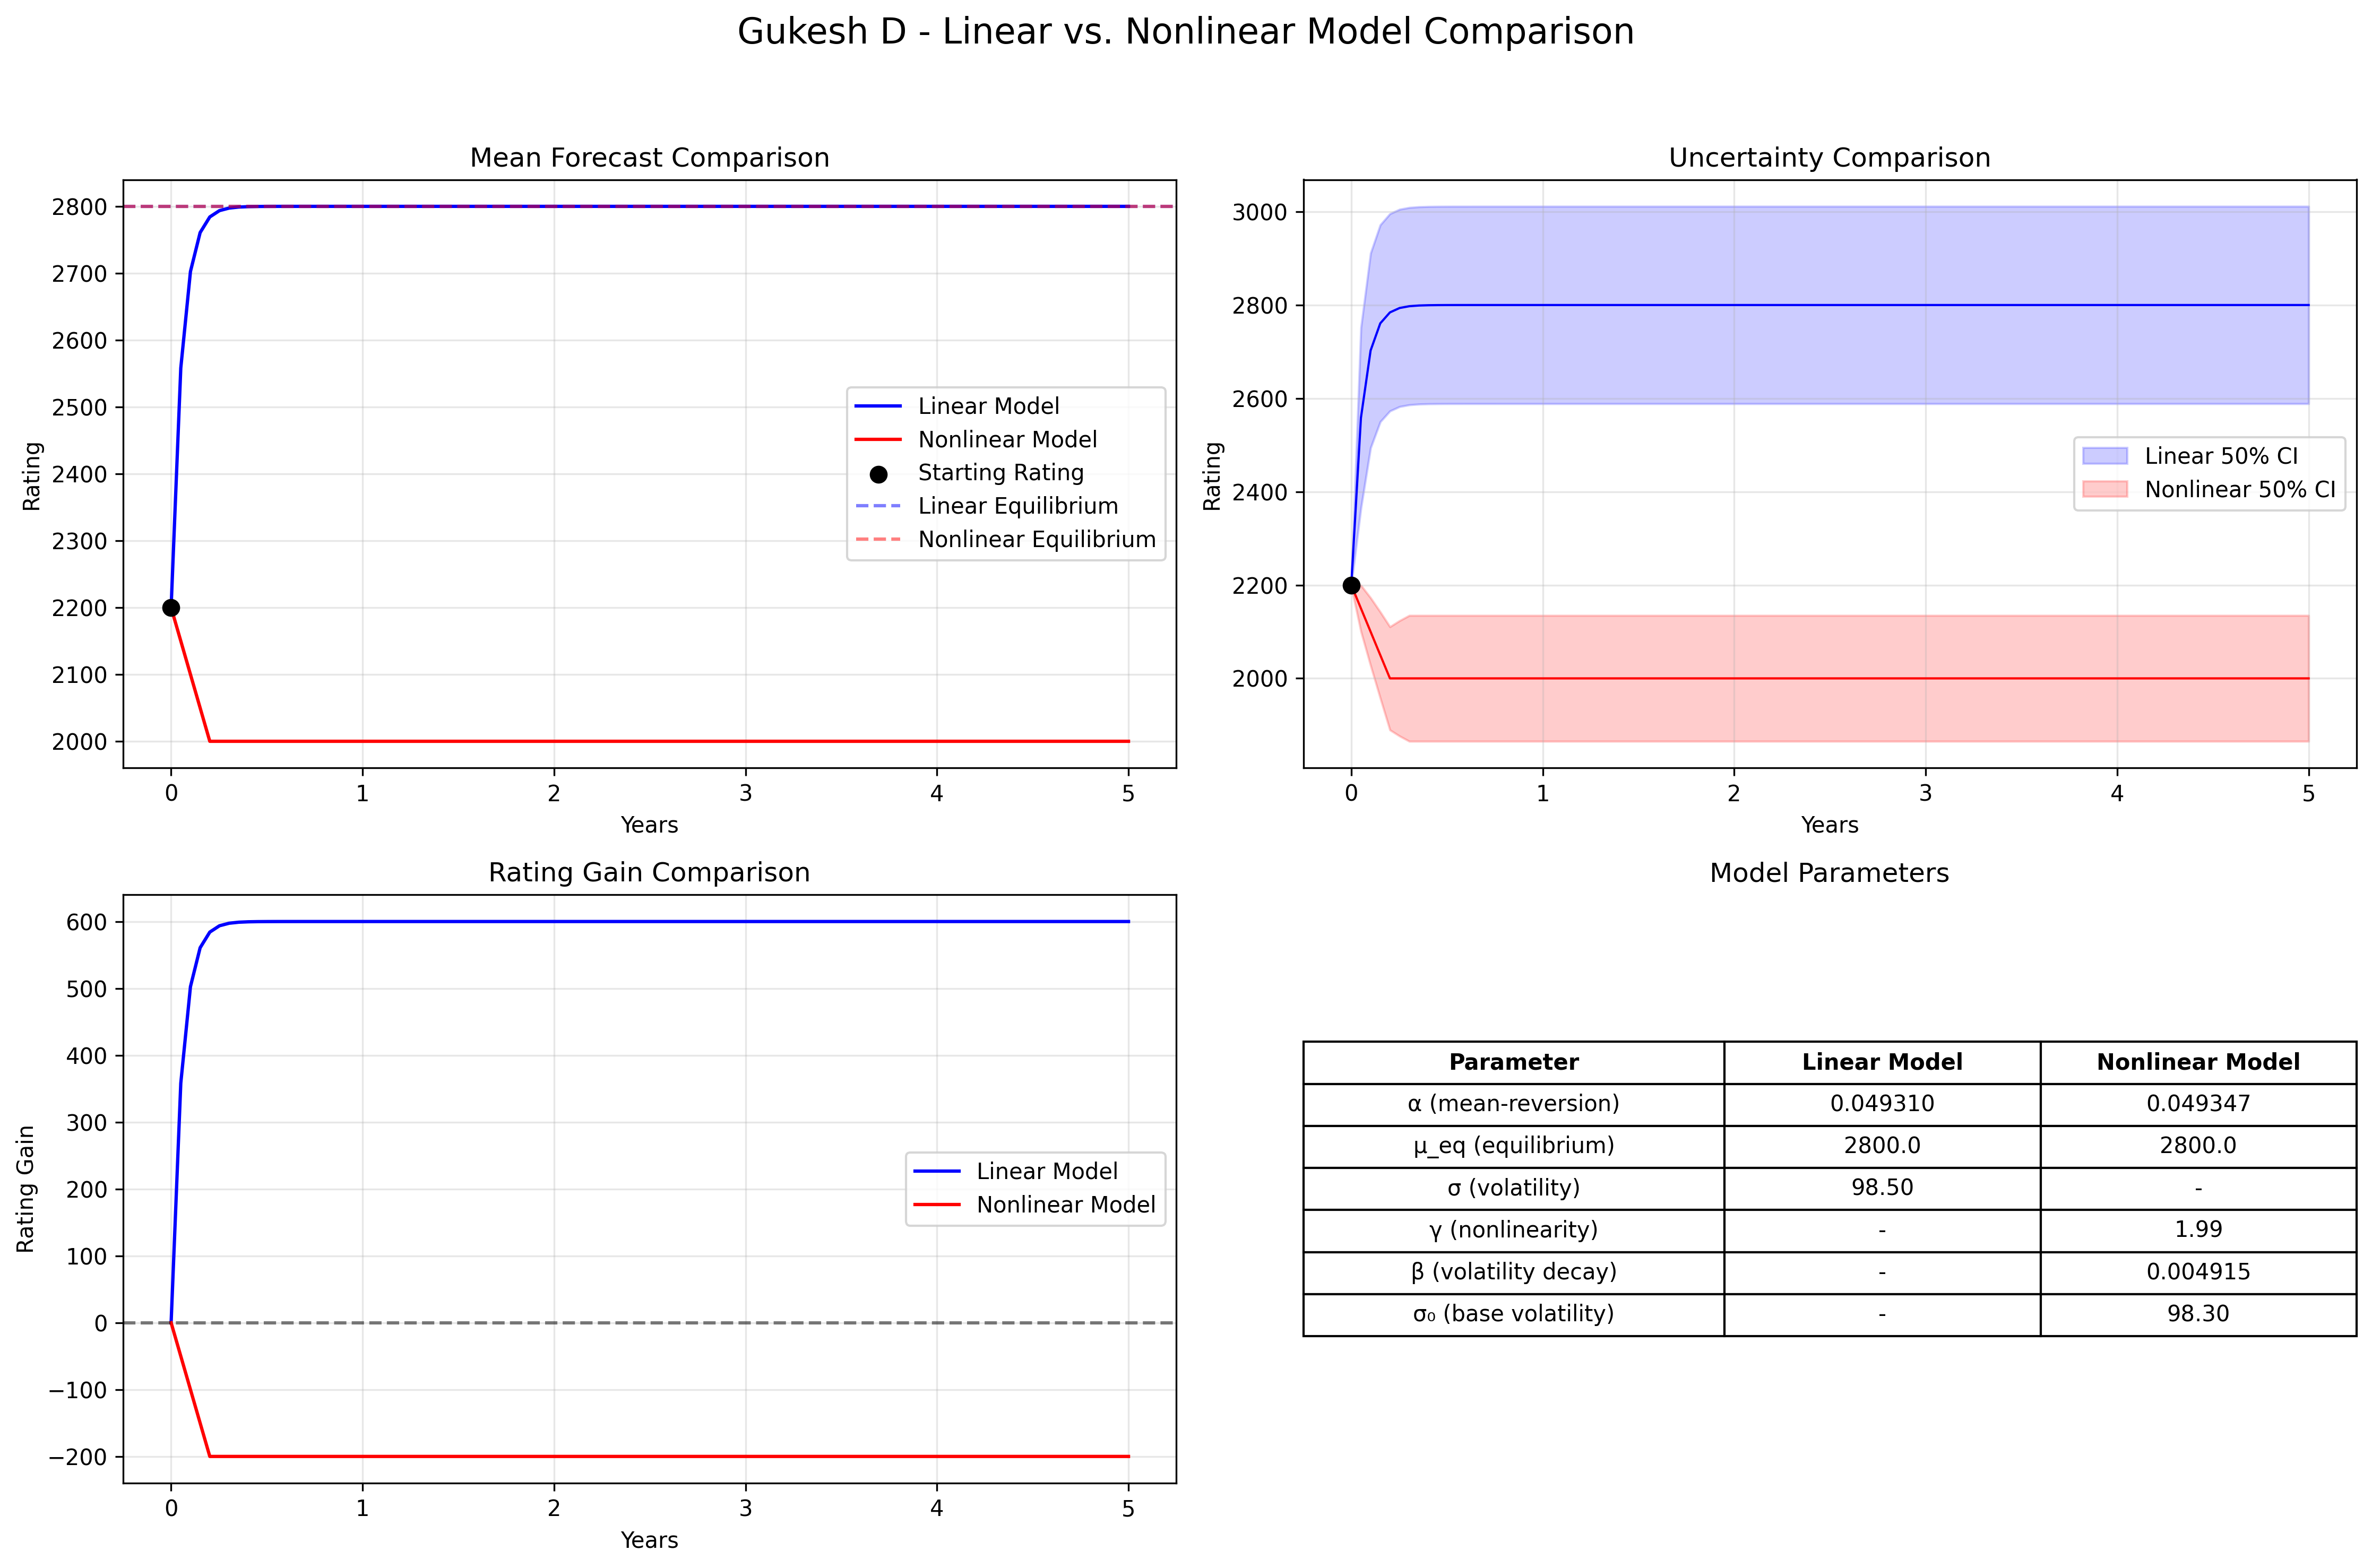 Gukesh D - Linear vs. Nonlinear Model Comparison
Mean Forecast Comparison
2800
2700
2600
2500
2400
2300
2200
2100
2000
Rating
0 1 2 3 4 5
Years
Linear Model
Nonlinear Model
Starting Rating
Linear Equilibrium
Nonlinear Equilibrium
Uncertainty Comparison
3000
2800
2600
2400
2200
2000
Rating
0 1 2 3 4 5
Years
Linear 50% CI
Nonlinear 50% CI
Rating Gain Comparison
600
500
400
300
200
100
0
−100
−200
Rating Gain
0 1 2 3 4 5
Years
Linear Model
Nonlinear Model
Model Parameters
Parameter Linear Model Nonlinear Model
α (mean-reversion) 0.049310 0.049347
μ_eq (equilibrium) 2800.0 2800.0
σ (volatility) 98.50 -
γ (nonlinearity) - 1.99
β (volatility decay) - 0.004915
σ₀ (base volatility) - 98.30